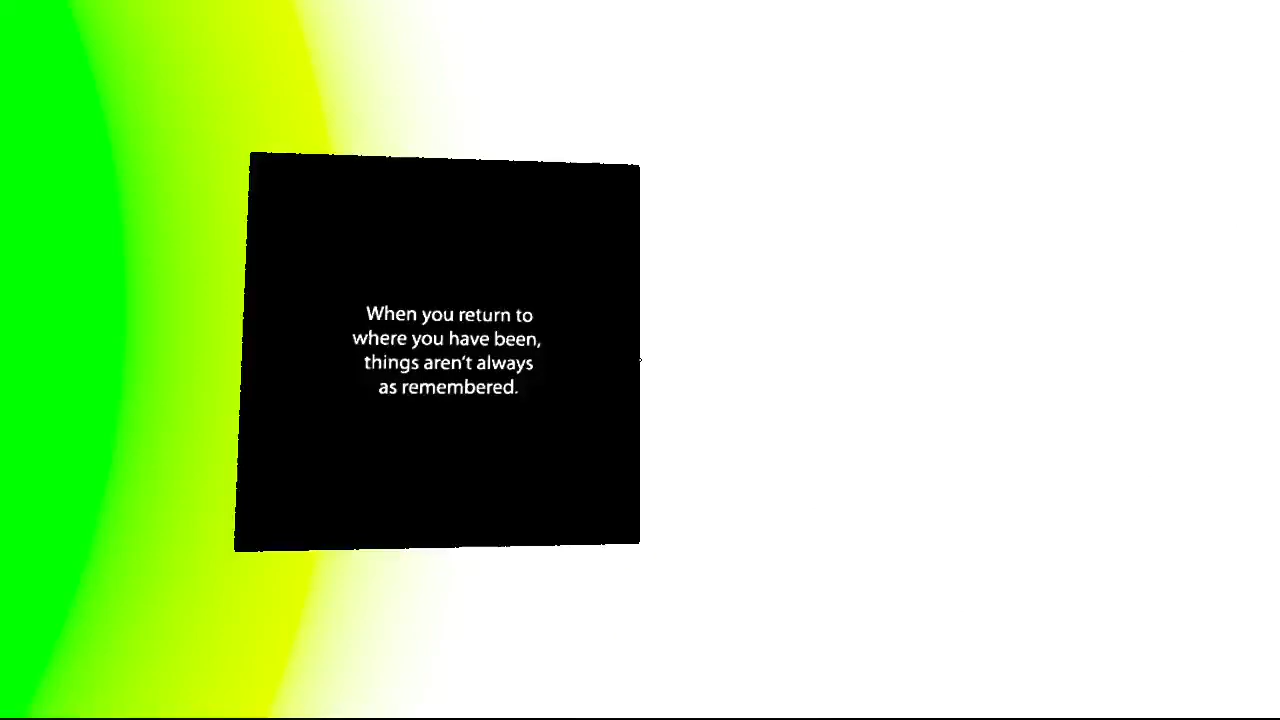 When you return to
where you have been,
things aren't always
as remembered.